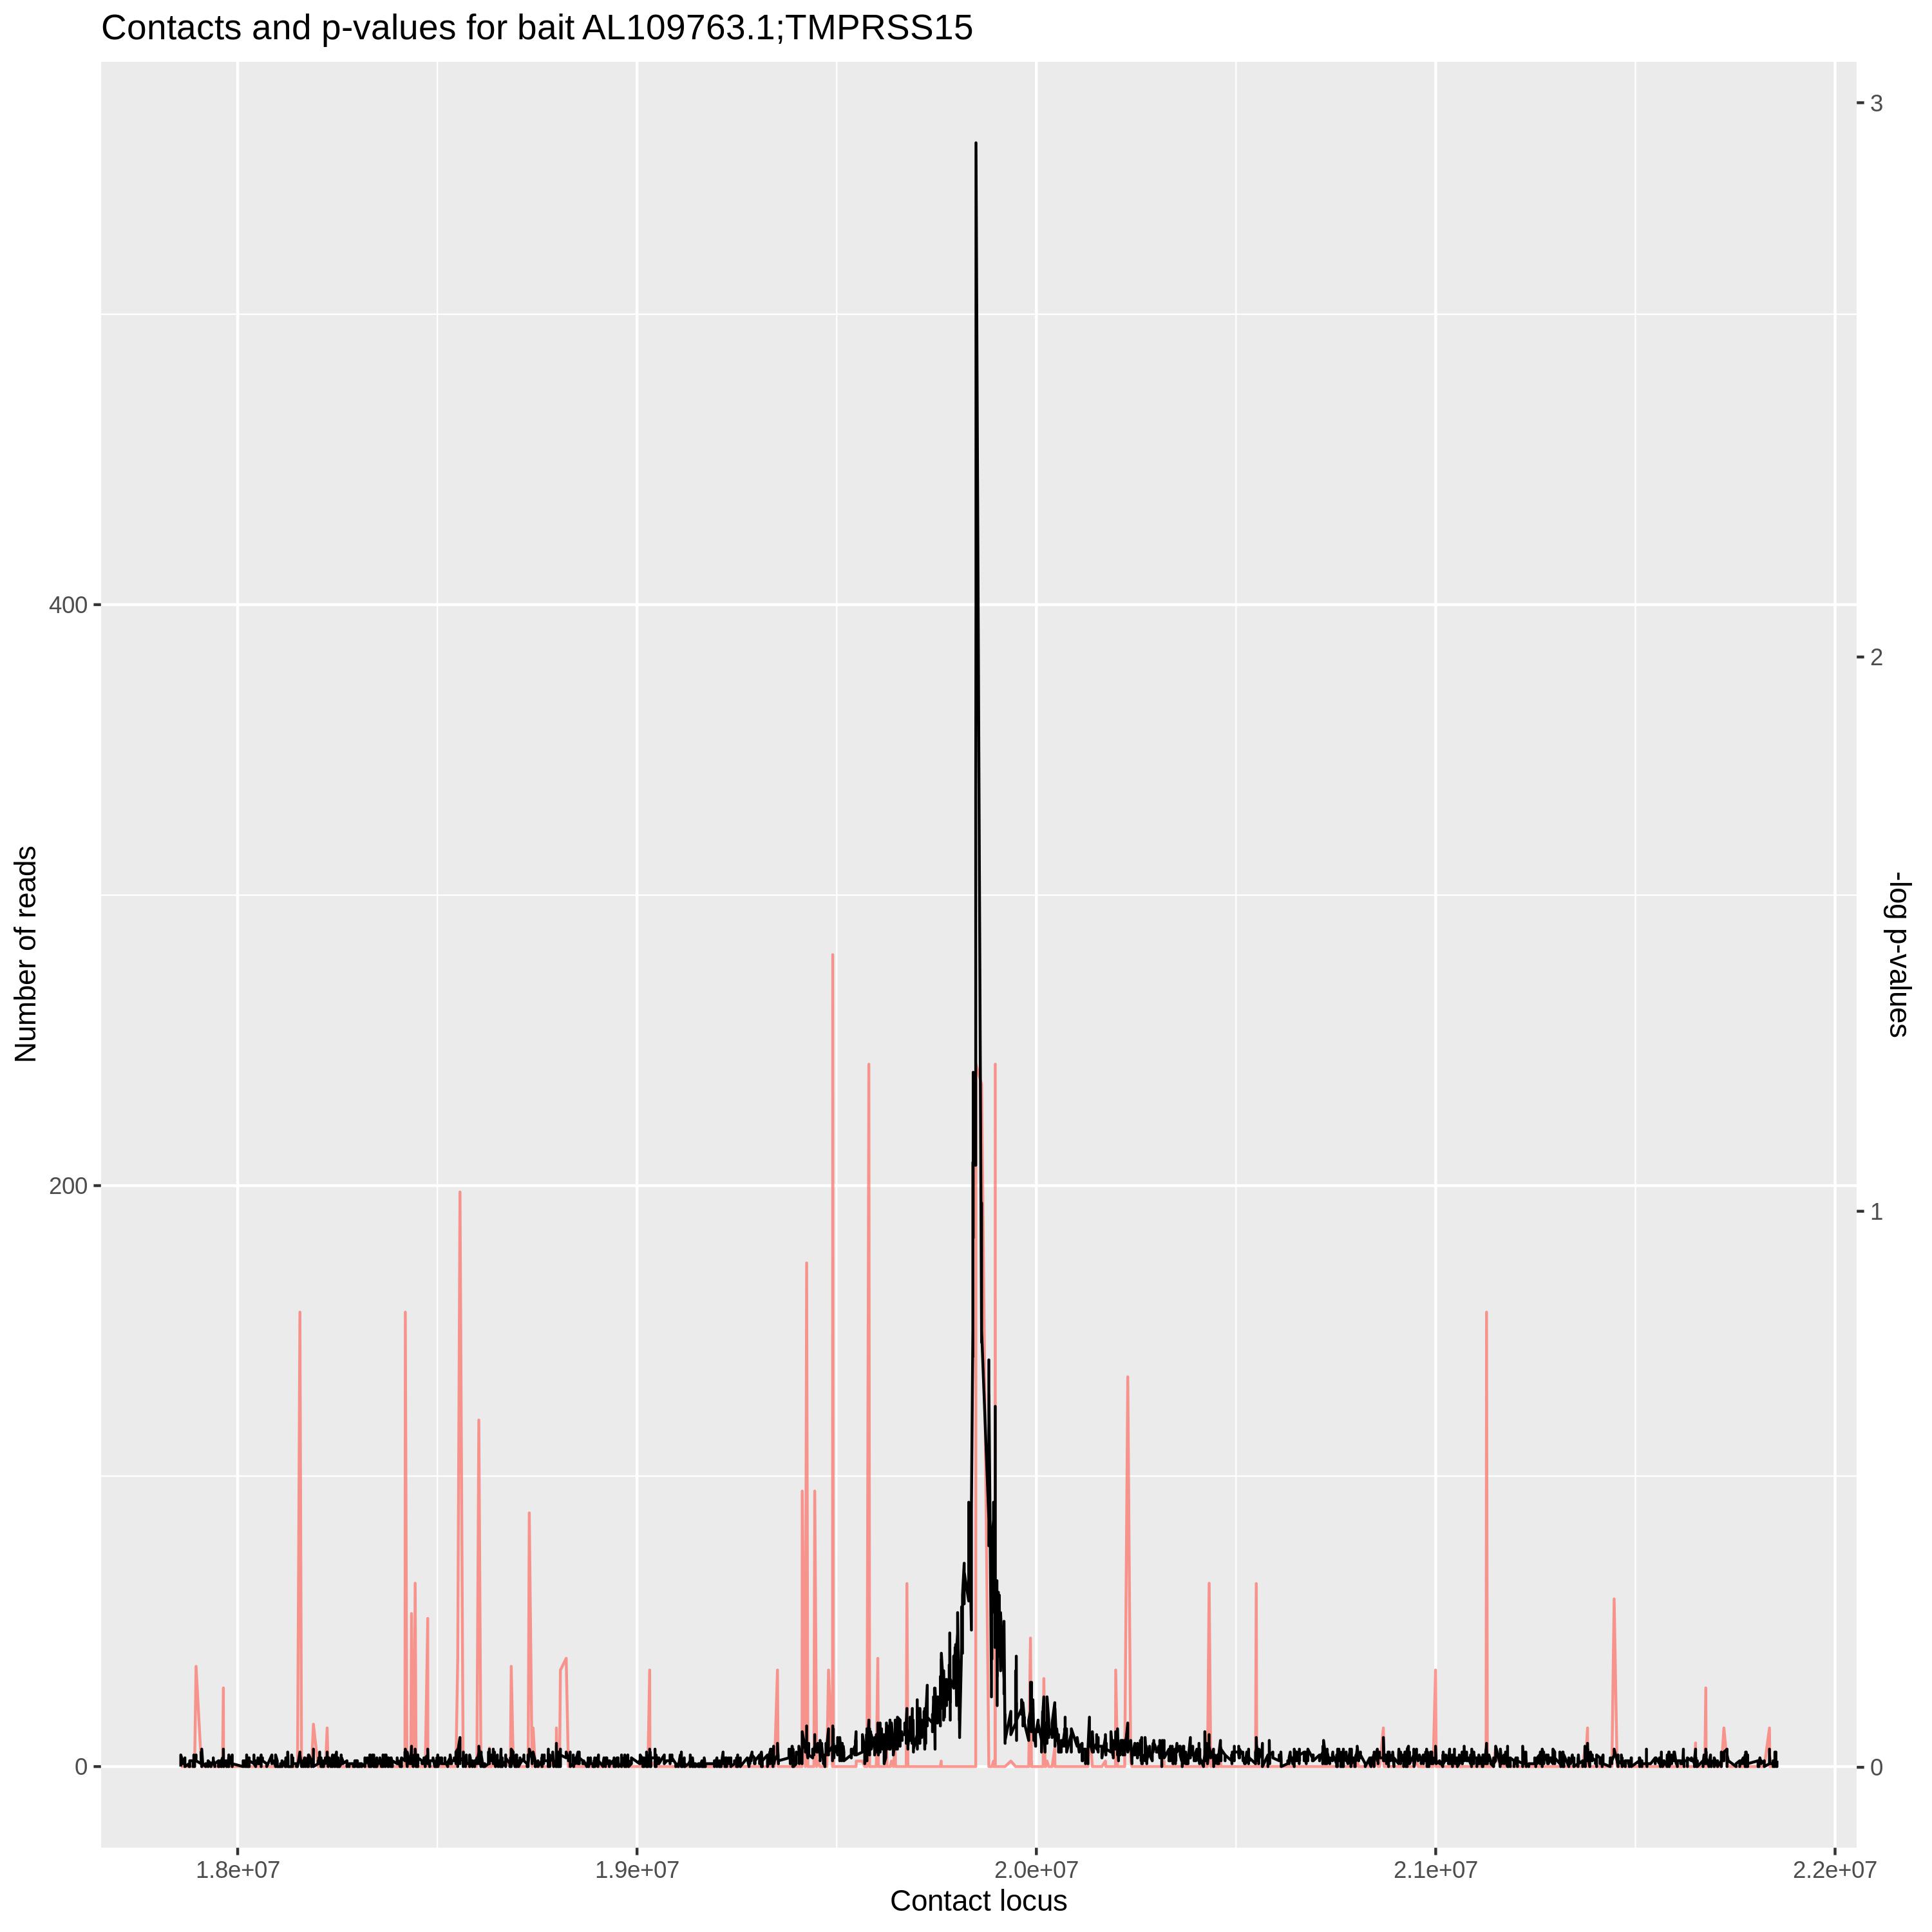 Contacts and p-values for bait AL109763.1;TMPRSS15
3
400
2
Number of reads
-log p-values
200
1
0
0
1.8e+07
1.9e+07
2.0e+07
2.1e+07
2.2e+07
Contact locus